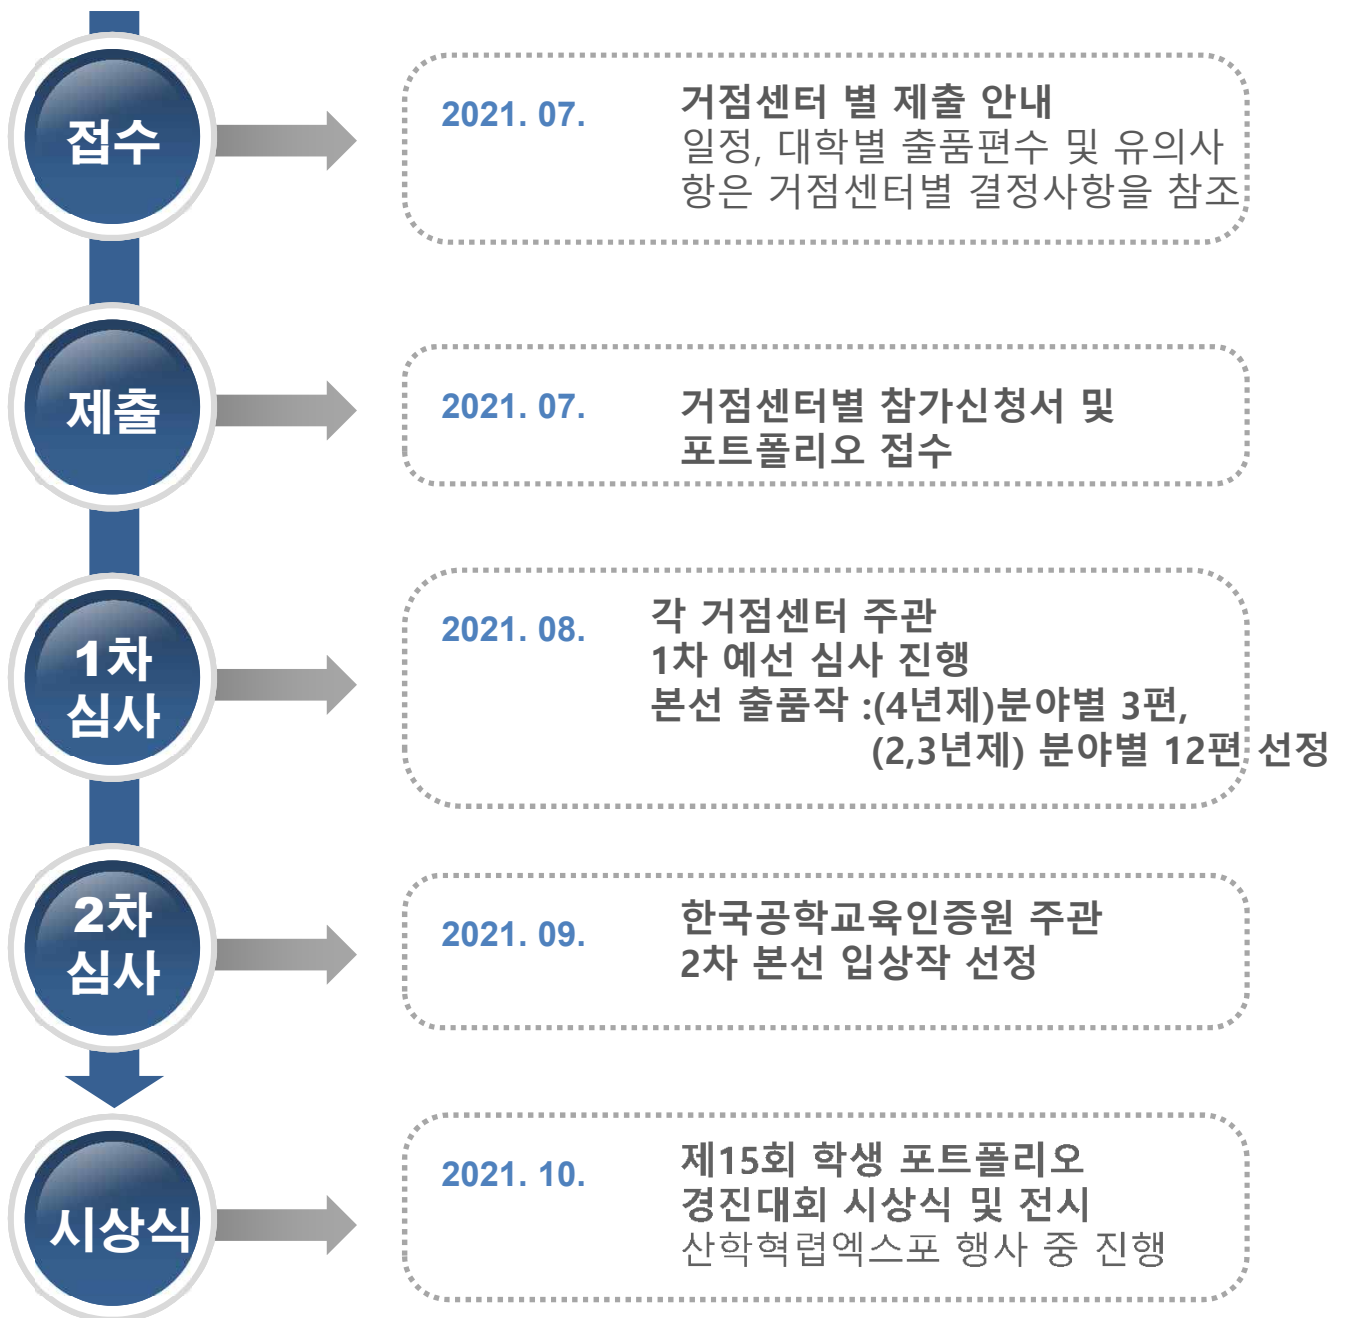 접수
2021. 07.
거점센터 별 제출 안내
일정, 대학별 출품편수 및 유의사
항은 거점센터별 결정사항을 참조
제출
2021. 07.
거점센터별 참가신청서 및
포트폴리오 접수
1차
심사
2021. 08.
각 거점센터 주관
1차 예선 심사 진행
본선 출품작 :(4년제)분야별 3편,
(2,3년제) 분야별 12편 선정
2차
심사
2021. 09.
한국공학교육인증원 주관
2차 본선 입상작 선정
시상식
2021. 10.
제15회 학생 포트폴리오
경진대회 시상식 및 전시
산학혁렵엑스포 행사 중 진행